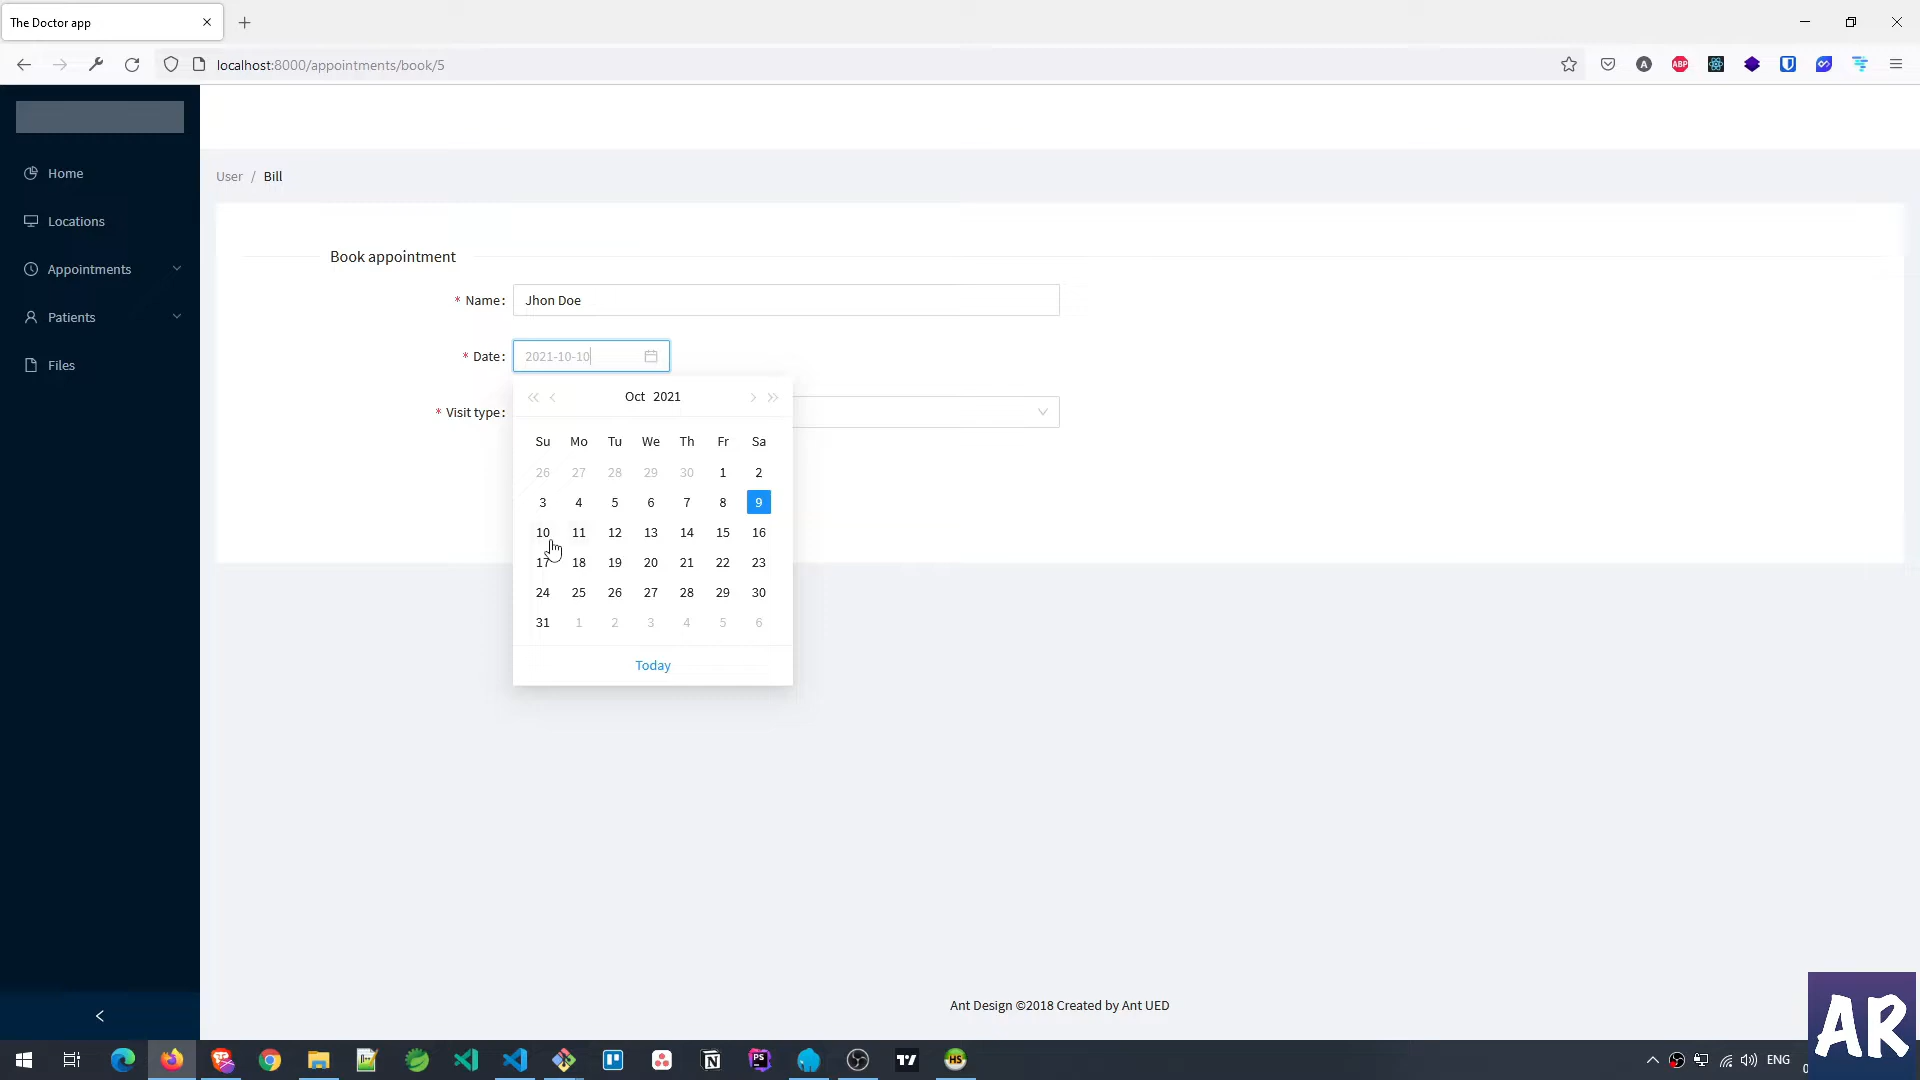 The Doctor app
localhost:8000/appointments/book/5
A
ABP
Home
Locations
Appointments
Patients
Files
User / Bill
Book appointment
* Name: Jhon Doe
* Date: 2021-10-10
* Visit type:
Oct 2021
Su Mo Tu We Th Fr Sa
26 27 28 29 30 1 2
3 4 5 6 7 8 9
10 11 12 13 14 15 16
17 18 19 20 21 22 23
24 25 26 27 28 29 30
31 1 2 3 4 5 6
Today
Ant Design ©2018 Created by Ant UED
PS
HS
ENG
AR